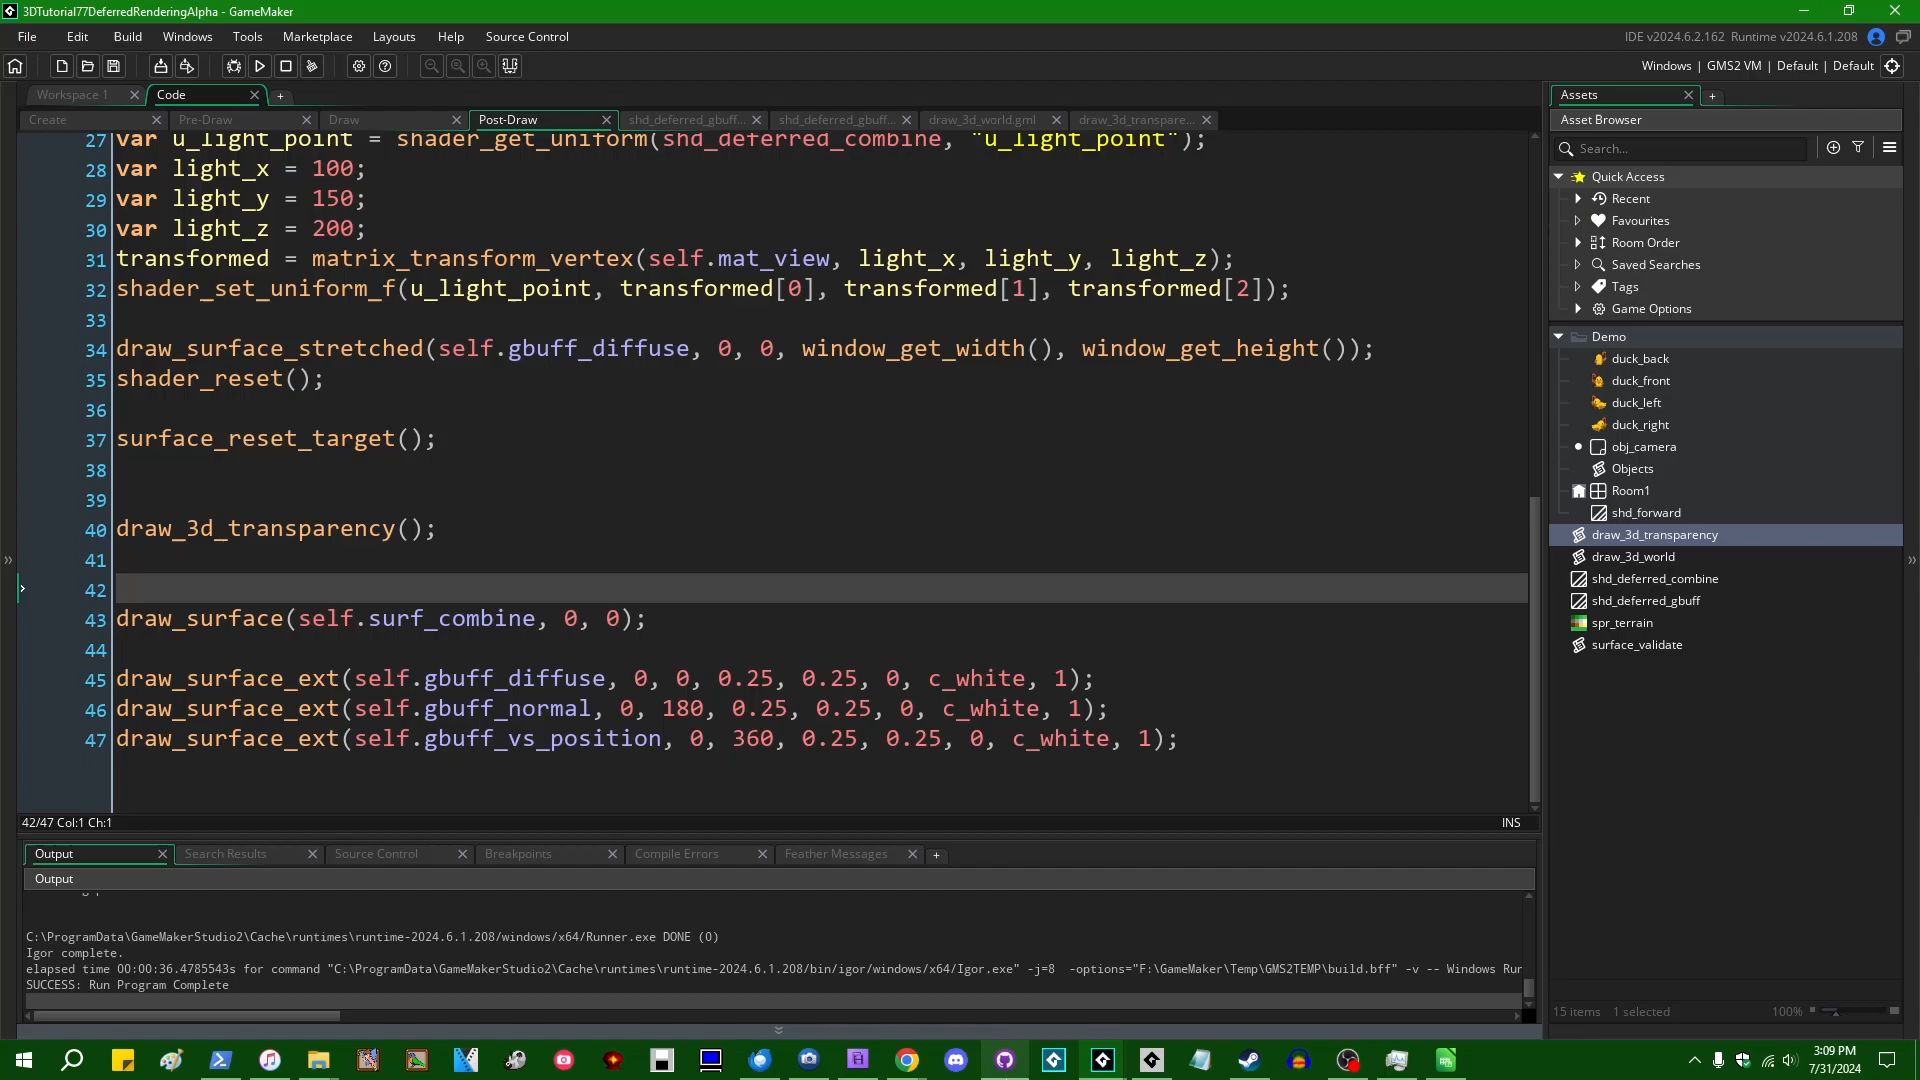 3DTutorial77DeferredRenderingAlpha - GameMaker
File Edit Build Windows Tools Marketplace Layouts Help Source Control
IDE v2024.6.2.162 Runtime v2024.6.1.208
Windows | GMS2 VM | Default | Default
Workspace 1
Code
Create
Pre-Draw
Draw
Post-Draw
shd_deferred_gbuff...
shd_deferred_gbuff...
draw_3d_world.gml
draw_3d_transpare...
27 var u_light_point = shader_get_uniform(shd_deferred_combine, "u_light_point");
28 var light_x = 100;
29 var light_y = 150;
30 var light_z = 200;
31 transformed = matrix_transform_vertex(self.mat_view, light_x, light_y, light_z);
32 shader_set_uniform_f(u_light_point, transformed[0], transformed[1], transformed[2]);
33
34 draw_surface_stretched(self.gbuff_diffuse, 0, 0, window_get_width(), window_get_height());
35 shader_reset();
36
37 surface_reset_target();
38
39
40 draw_3d_transparency();
41
42
43 draw_surface(self.surf_combine, 0, 0);
44
45 draw_surface_ext(self.gbuff_diffuse, 0, 0, 0.25, 0.25, 0, c_white, 1);
46 draw_surface_ext(self.gbuff_normal, 0, 180, 0.25, 0.25, 0, c_white, 1);
47 draw_surface_ext(self.gbuff_vs_position, 0, 360, 0.25, 0.25, 0, c_white, 1);
42/47 Col:1 Ch:1
INS
Output
Search Results
Source Control
Breakpoints
Compile Errors
Feather Messages
Output
C:\ProgramData\GameMakerStudio2\Cache\runtimes\runtime-2024.6.1.208/windows/x64/Runner.exe DONE (0)
Igor complete.
elapsed time 00:00:36.4785543s for command "C:\ProgramData\GameMakerStudio2\Cache\runtimes\runtime-2024.6.1.208/bin/igor/windows/x64/Igor.exe" -j=8 -options="F:\GameMaker\Temp\GMS2TEMP\build.bff" -v -- Windows Rur
SUCCESS: Run Program Complete
Assets
Asset Browser
Search...
Quick Access
Recent
Favourites
Room Order
Saved Searches
Tags
Game Options
Demo
duck_back
duck_front
duck_left
duck_right
obj_camera
Objects
Room1
shd_forward
draw_3d_transparency
draw_3d_world
shd_deferred_combine
shd_deferred_gbuff
spr_terrain
surface_validate
15 items 1 selected
100%
3:09 PM
7/31/2024